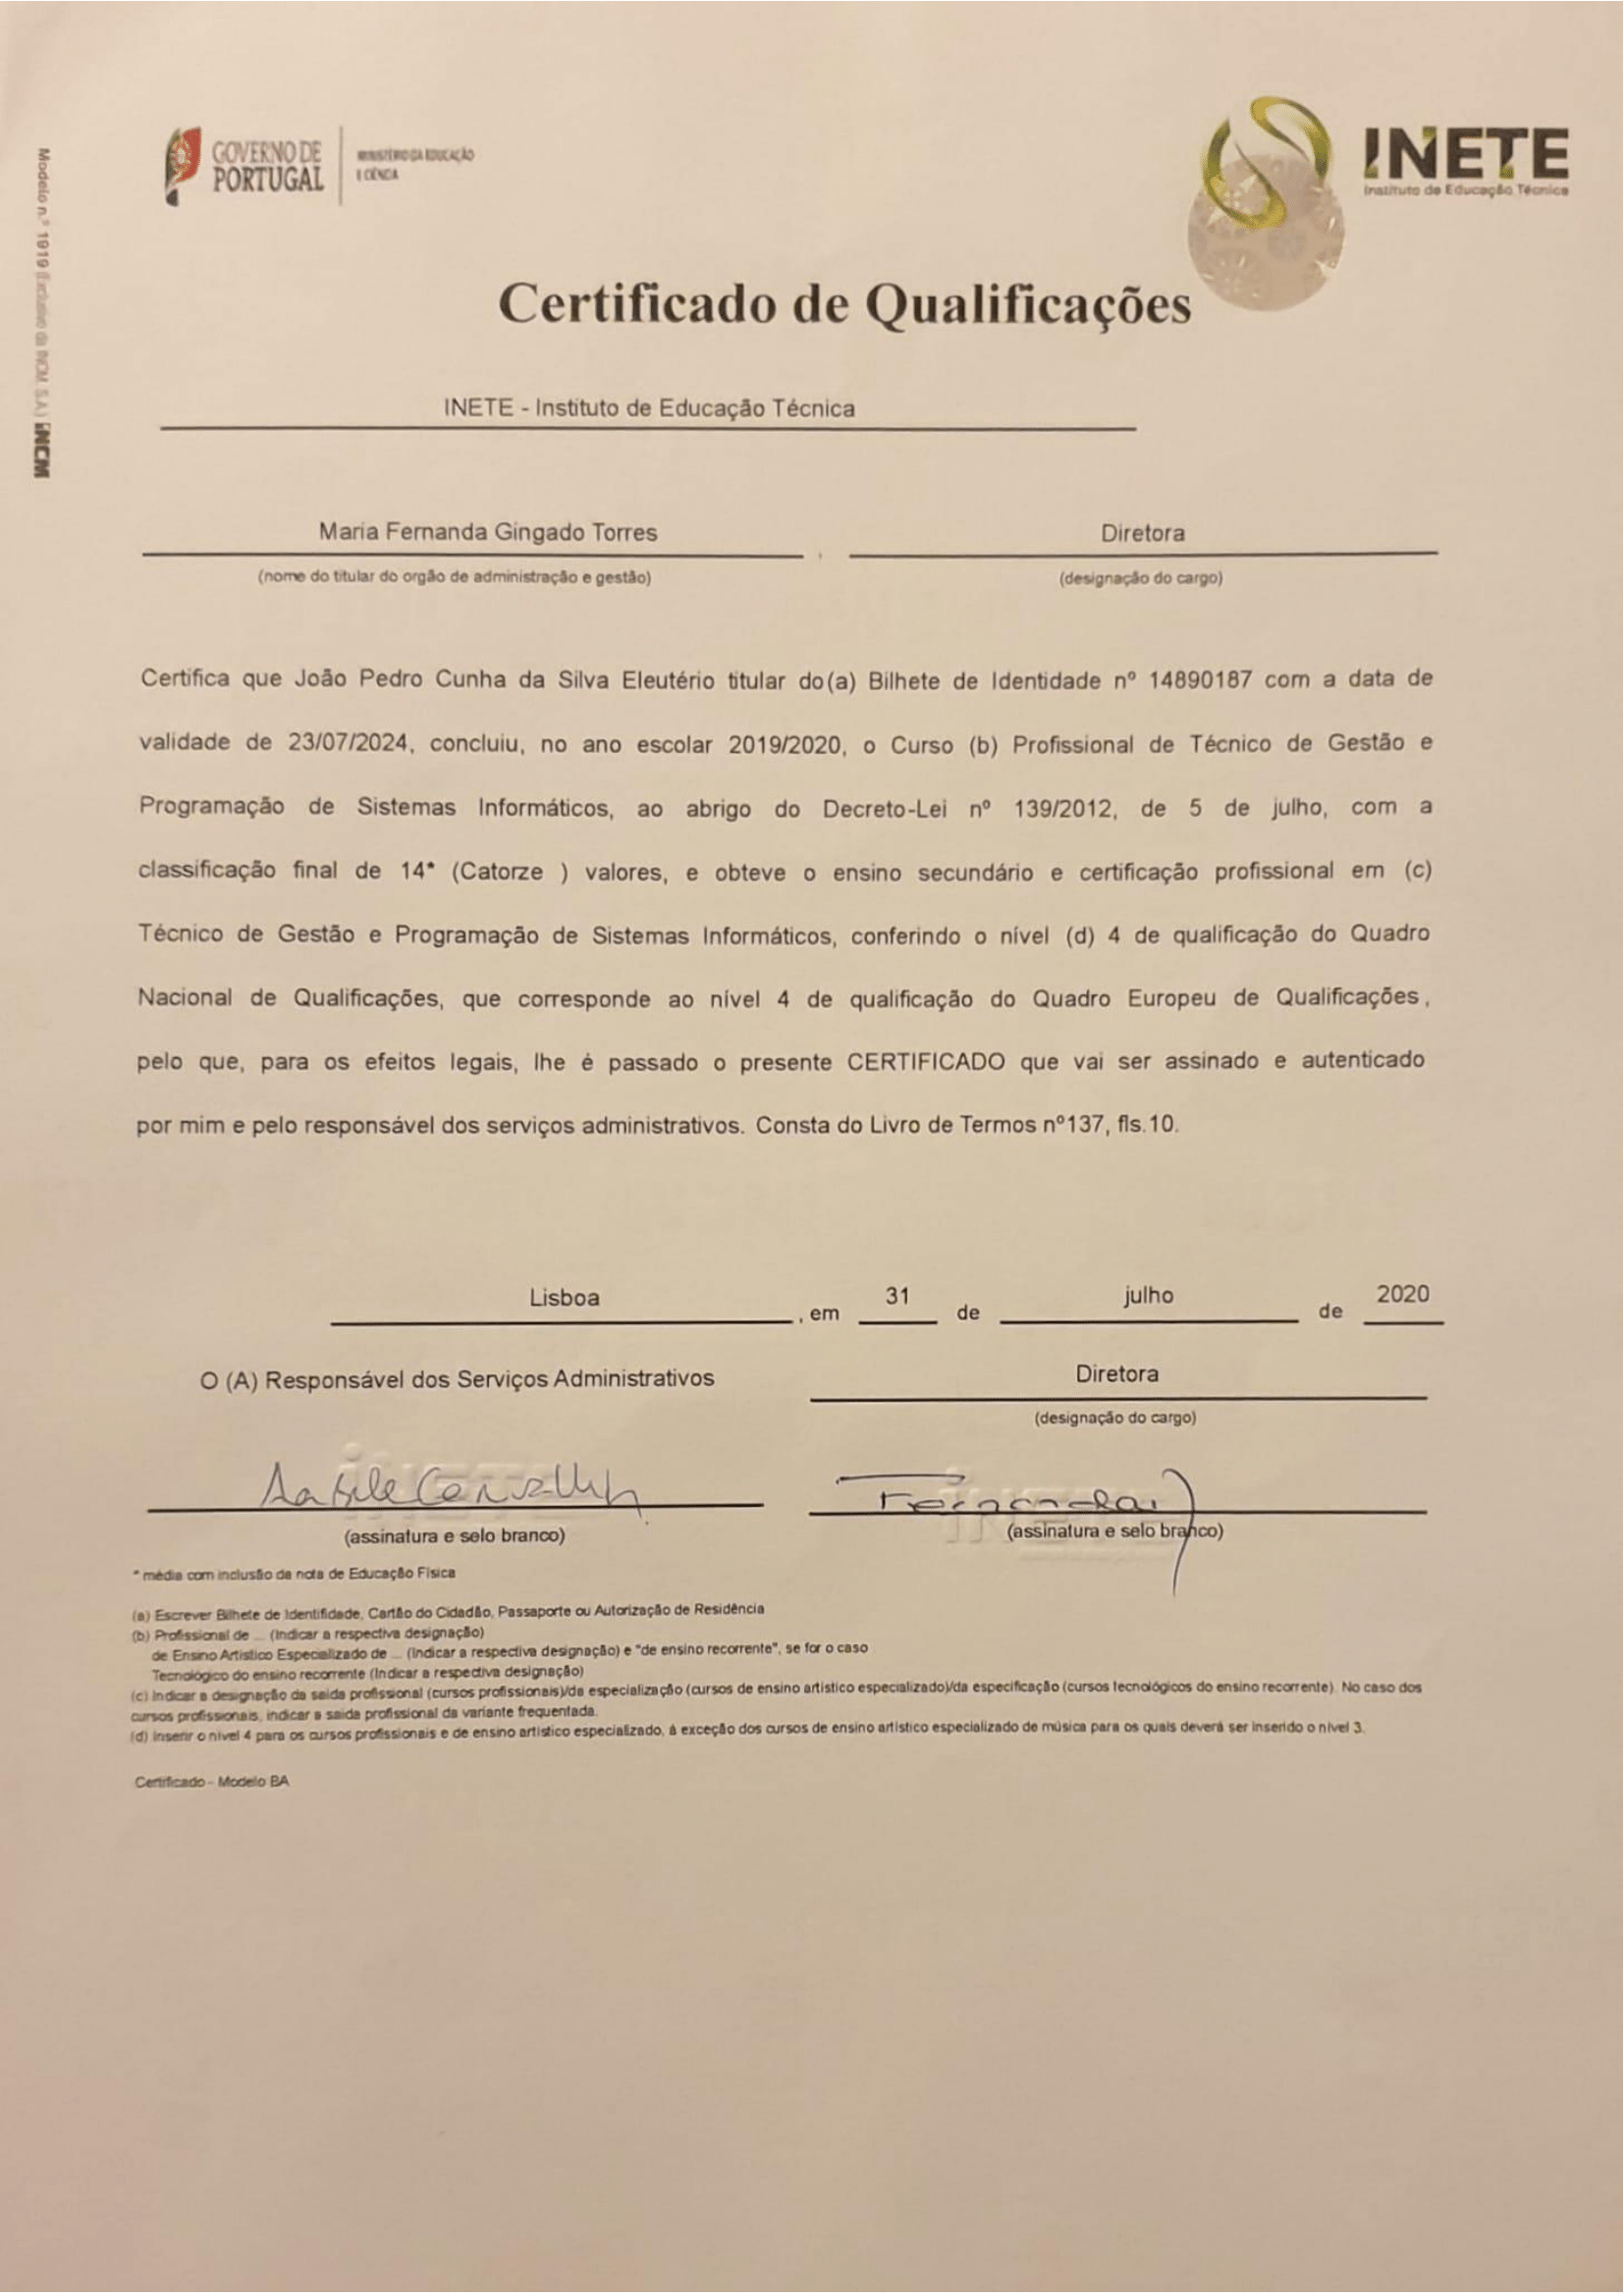 GOVERNO DE
PORTUGAL
MINISTÉRIO DA EDUCAÇÃO
E CIÊNCIA
INETE
Instituto de Educação Técnica
Modelo n.º 1919 (Exclusivo da INCM, S.A.) INCM
Certificado de Qualificações
INETE - Instituto de Educação Técnica
Maria Fernanda Gingado Torres , Diretora
(nome do titular do orgão de administração e gestão) (designação do cargo)
Certifica que João Pedro Cunha da Silva Eleutério titular do(a) Bilhete de Identidade nº 14890187 com a data de
validade de 23/07/2024, concluiu, no ano escolar 2019/2020, o Curso (b) Profissional de Técnico de Gestão e
Programação de Sistemas Informáticos, ao abrigo do Decreto-Lei nº 139/2012, de 5 de julho, com a
classificação final de 14* (Catorze ) valores, e obteve o ensino secundário e certificação profissional em (c)
Técnico de Gestão e Programação de Sistemas Informáticos, conferindo o nível (d) 4 de qualificação do Quadro
Nacional de Qualificações, que corresponde ao nível 4 de qualificação do Quadro Europeu de Qualificações,
pelo que, para os efeitos legais, lhe é passado o presente CERTIFICADO que vai ser assinado e autenticado
por mim e pelo responsável dos serviços administrativos. Consta do Livro de Termos nº137, fls.10.
Lisboa , em 31 de julho de 2020
O (A) Responsável dos Serviços Administrativos Diretora
(designação do cargo)
(assinatura e selo branco) (assinatura e selo branco)
* média com inclusão da nota de Educação Física
(a) Escrever Bilhete de Identifidade, Cartão do Cidadão, Passaporte ou Autorização de Residência
(b) Profissional de ... (Indicar a respectiva designação)
de Ensino Artístico Especializado de ... (Indicar a respectiva designação) e "de ensino recorrente", se for o caso
Tecnológico do ensino recorrente (Indicar a respectiva designação)
(c) Indicar a designação da saída profissional (cursos profissionais)/da especialização (cursos de ensino artístico especializado)/da especificação (cursos tecnológicos do ensino recorrente). No caso dos
cursos profissionais, indicar a saída profissional da variante frequentada.
(d) Inserir o nível 4 para os cursos profissionais e de ensino artístico especializado, á exceção dos cursos de ensino artístico especializado de música para os quais deverá ser inserido o nível 3.
Certificado - Modelo BA